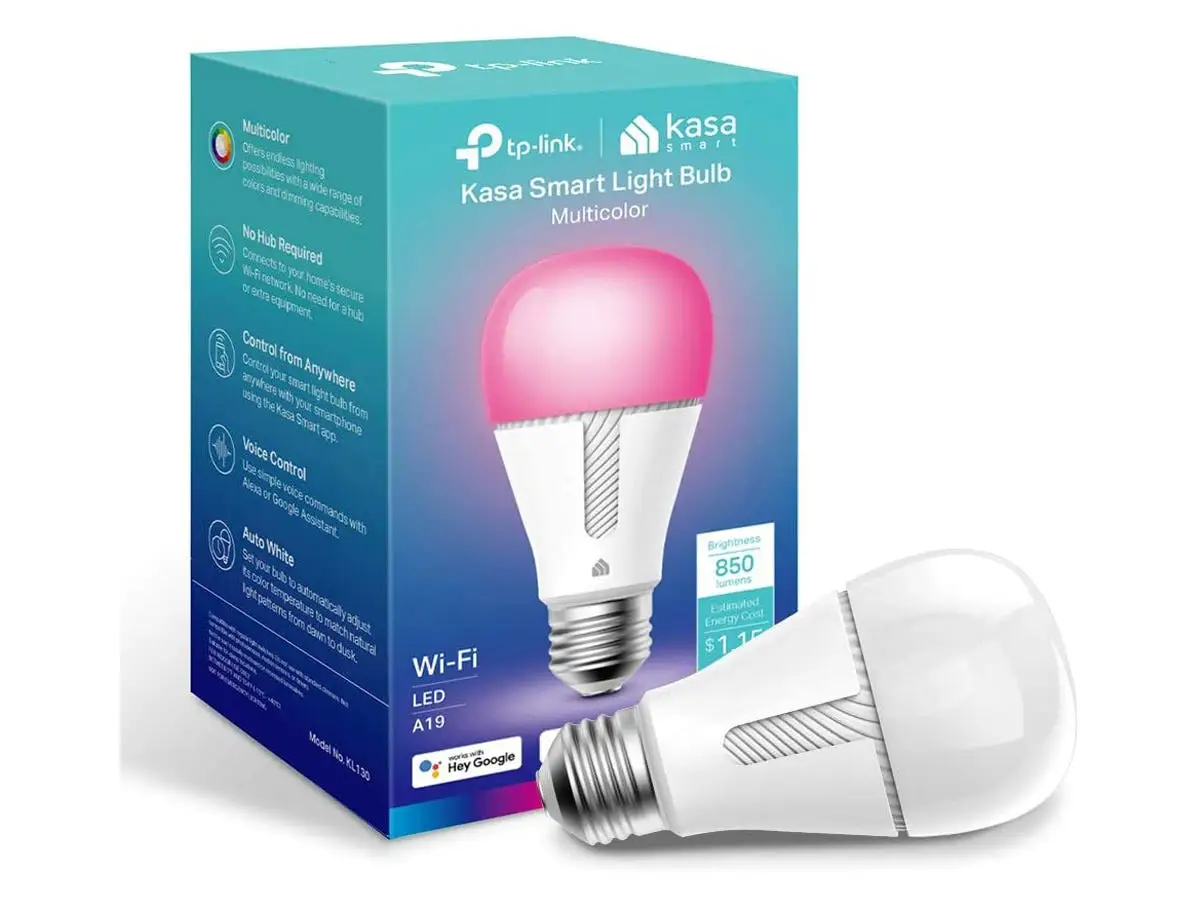 tp-link
tp-link | kasa
smart
Kasa Smart Light Bulb
Multicolor
Multicolor
Offers endless lighting
possibilities with a wide range of
colors and dimming capabilities.
No Hub Required
Connects to your home's secure
Wi-Fi network. No need for a hub
or extra equipment.
Control from Anywhere
Control your smart light bulb from
anywhere with your smartphone
using the Kasa Smart app.
Voice Control
Use simple voice commands with
Alexa or Google Assistant.
Auto White
Set your bulb to automatically adjust
its color temperature to match natural
light patterns from dawn to dusk.
Model No. KL130
Brightness
850
lumens
Estimated
Energy Cost
$1.15
Wi-Fi
LED
A19
works with
Hey Google